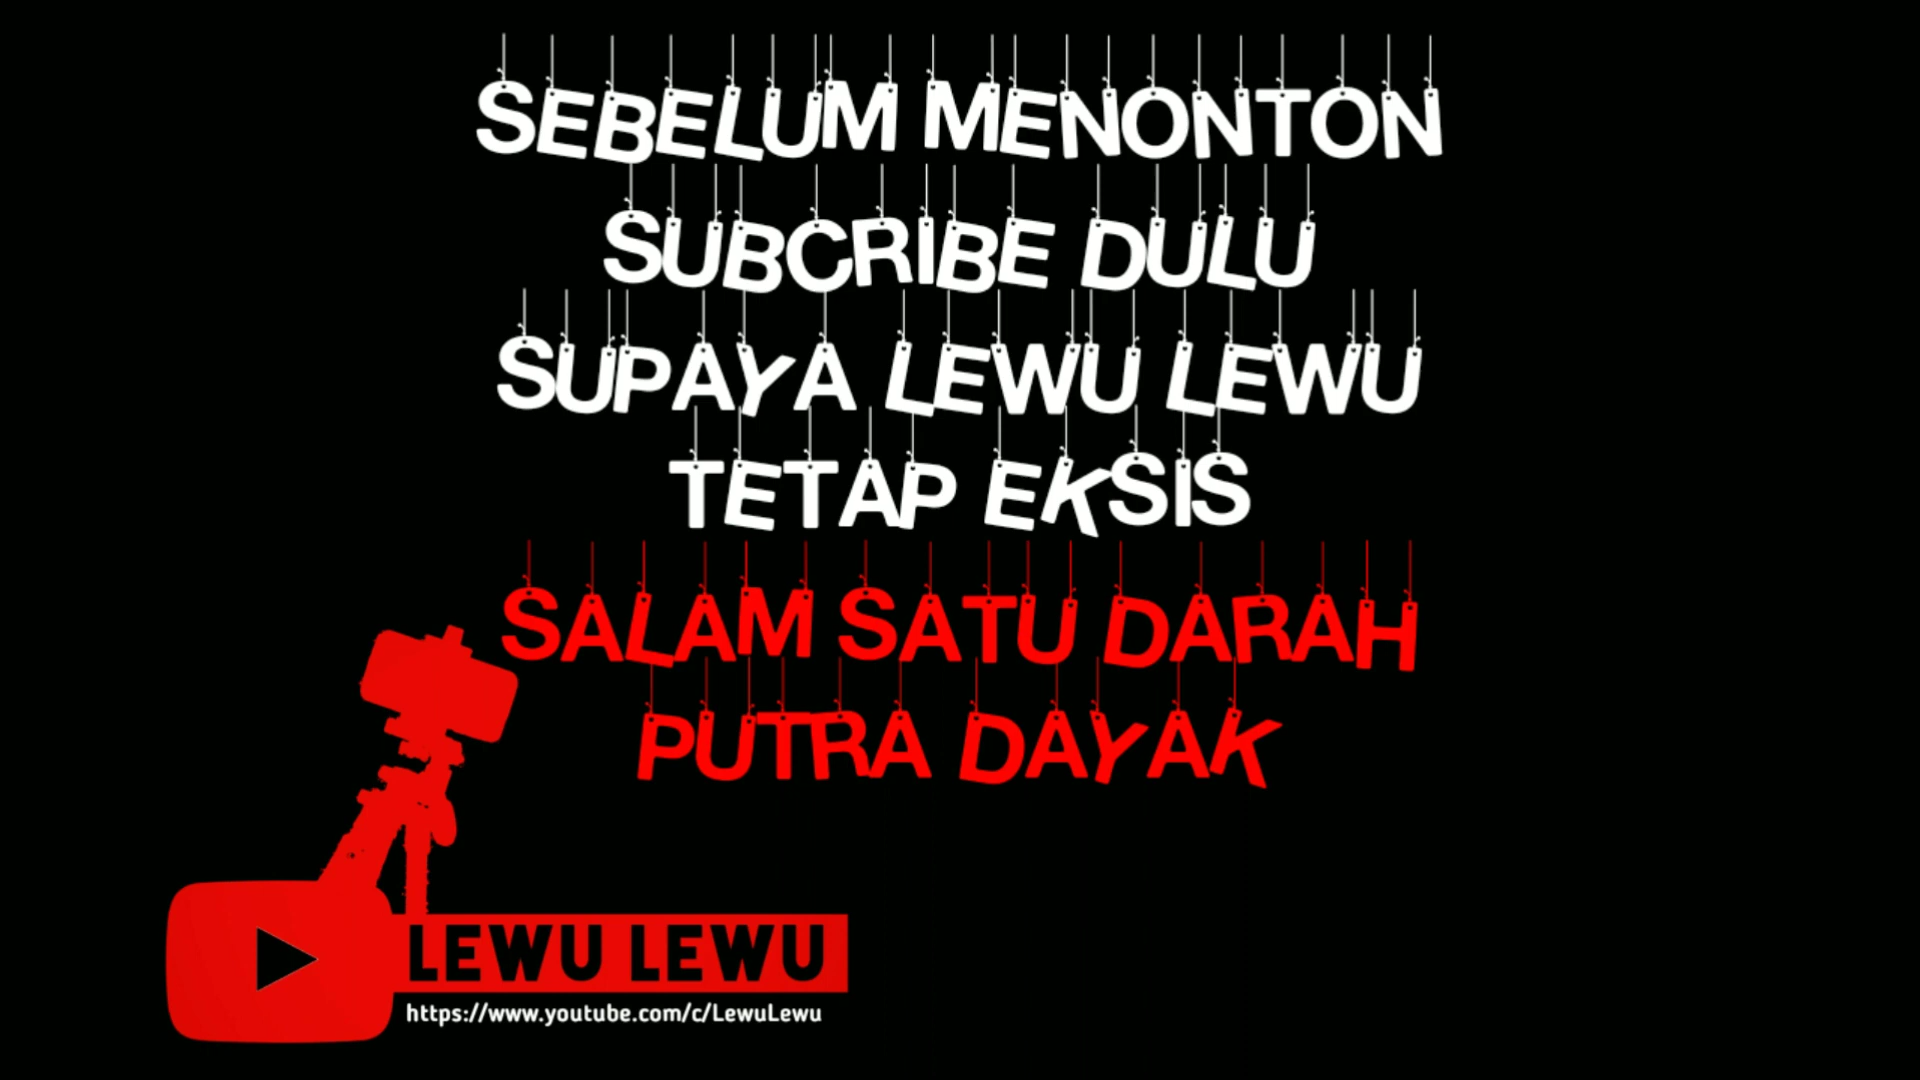 SEBELUM MENONTON
SUBCRIBE DULU
SUPAYA LEWU LEWU
TETAP EKSIS
SALAM SATU DARAH
PUTRA DAYAK
LEWU LEWU
https://www.youtube.com/c/LewuLewu